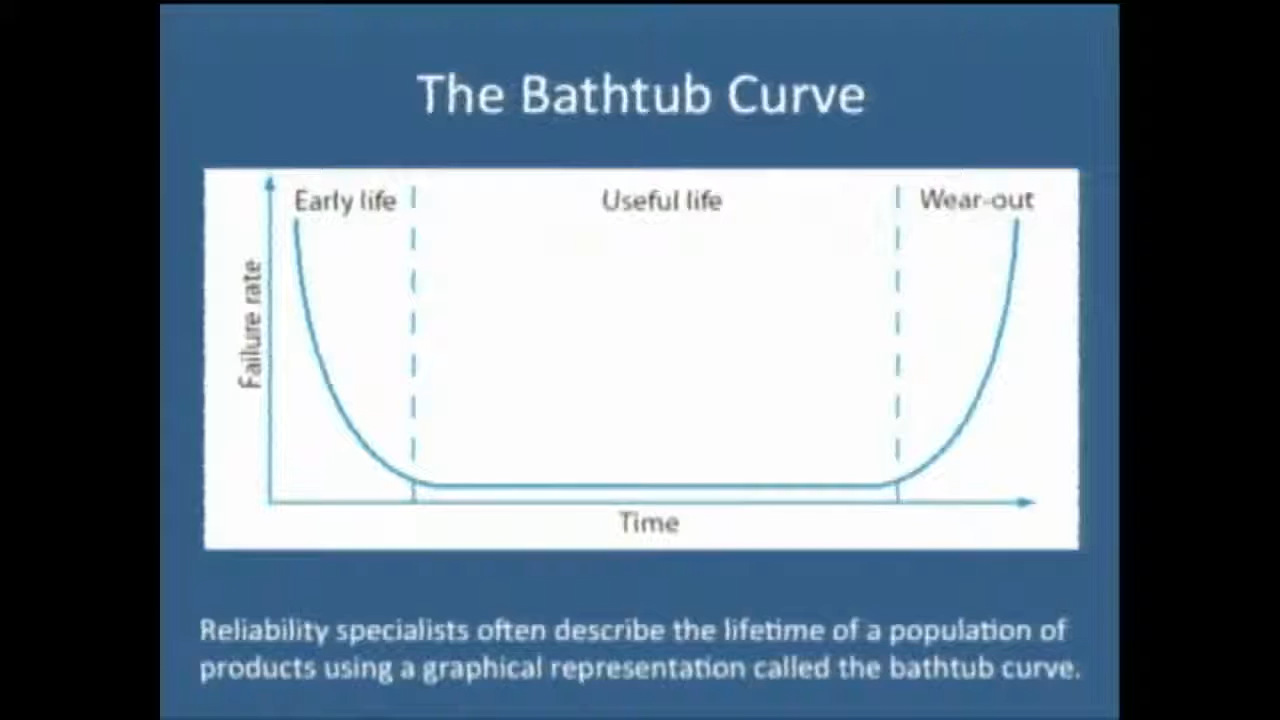 The Bathtub Curve
Early life
Useful life
Wear-out
Failure rate
Time
Reliability specialists often describe the lifetime of a population of
products using a graphical representation called the bathtub curve.